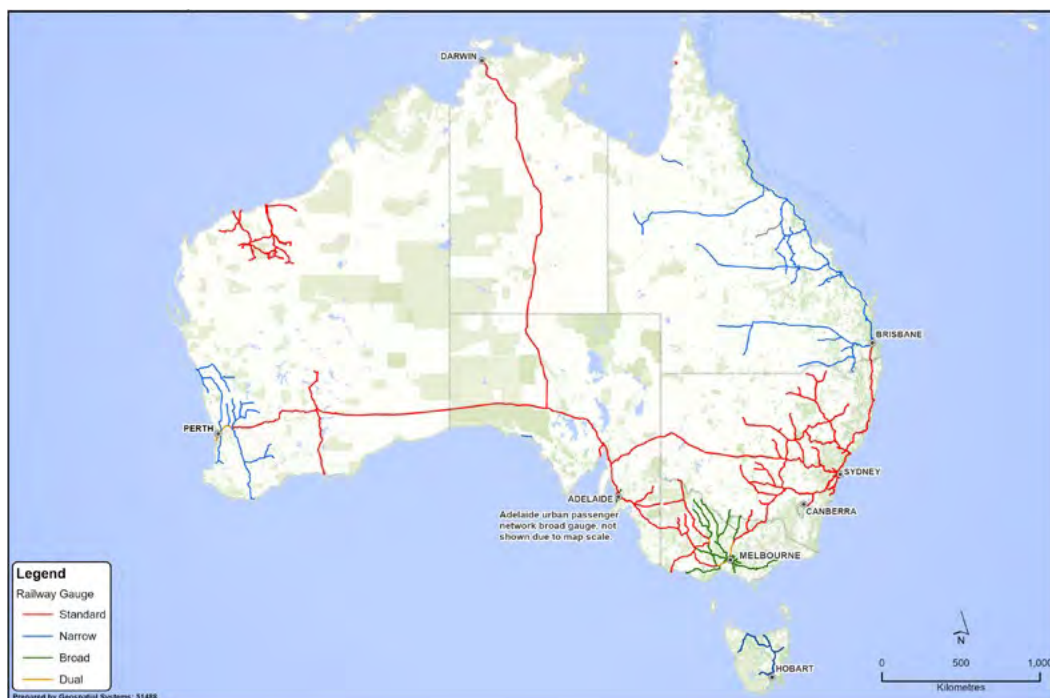 DARWIN
BRISBANE
PERTH
SYDNEY
ADELAIDE
CANBERRA
Adelaide urban passenger
network broad gauge, not
shown due to map scale.
MELBOURNE
HOBART
Legend
Railway Gauge
Standard
Narrow
Broad
Dual
N
0 500 1,000
Kilometres
Prepared by Geospatial Systems: S1486